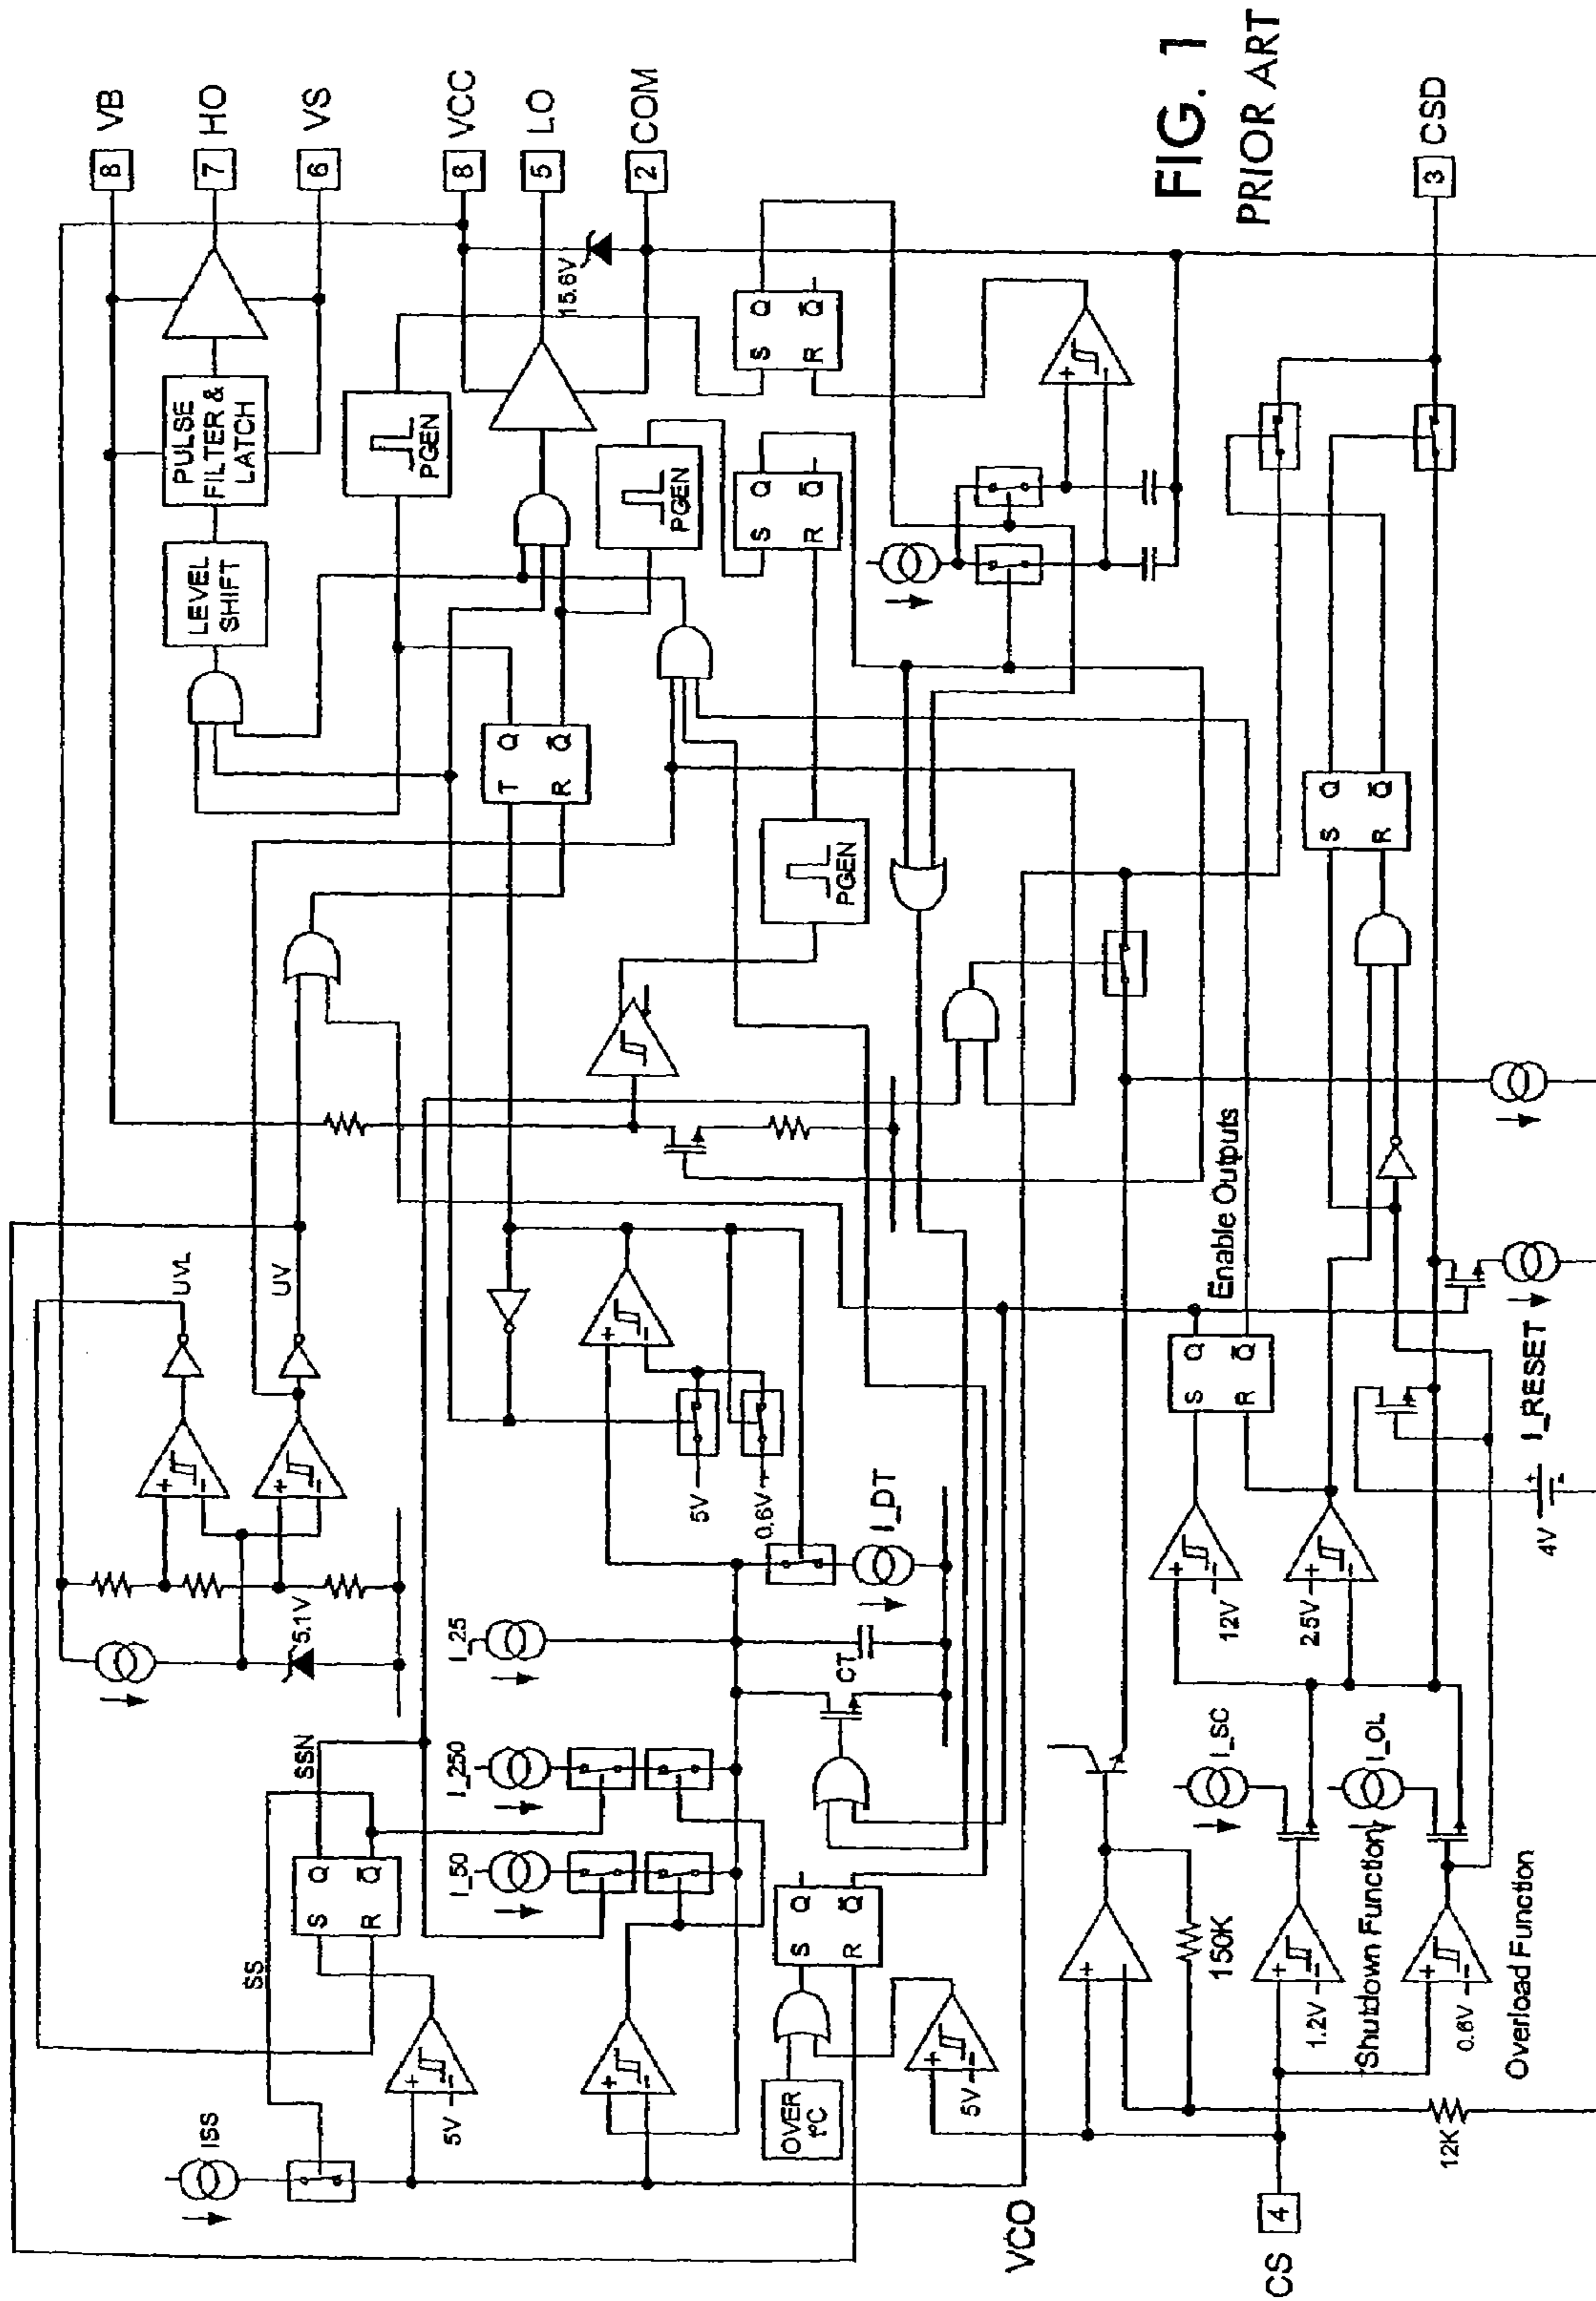 8 VB
7 HO
6 VS
8 VCC
5 LO
2 COM
3 CSD
4 CS
FIG. 1
PRIOR ART
PULSE
FILTER &
LATCH
LEVEL
SHIFT
PGEN
PGEN
PGEN
15.6V
UVL
UV
5.1V
SSN
SS
ISS
5V
S Q
R Q̅
T Q
R Q̅
S Q
R Q̅
S Q
R Q̅
I_250
I_50
I_25
CT
I_DT
5V
0.6V
OVER
t°C
S Q
R Q̅
5V
VCO
Enable Outputs
S Q
R Q̅
S Q
R Q̅
12V
2.5V
I_RESET
4V
I_SC
I_OL
150K
12K
1.2V
Shutdown Function
0.6V
Overload Function
+
−
+
−
+
−
+
−
+
−
+
−
+
−
+
−
+
−
+
−
+
−
+